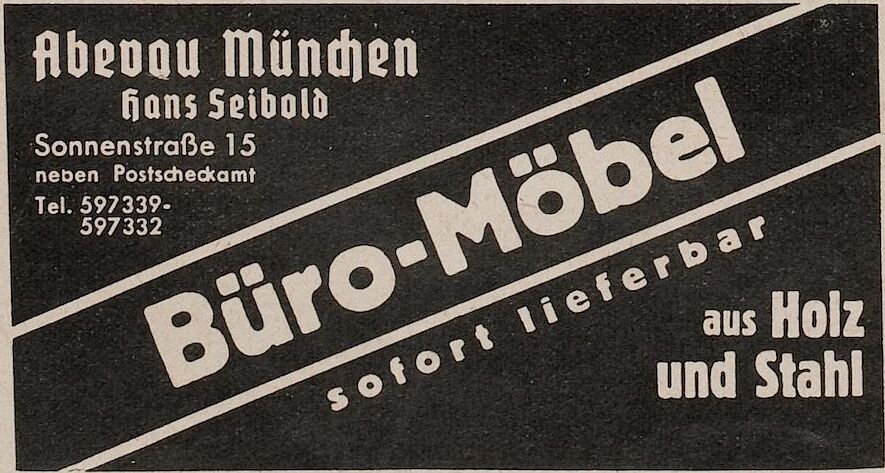 Abevau München
Hans Seibold
Sonnenstraße 15
neben Postscheckamt
Tel. 597339-
597332
Büro-Möbel
sofort lieferbar
aus Holz
und Stahl